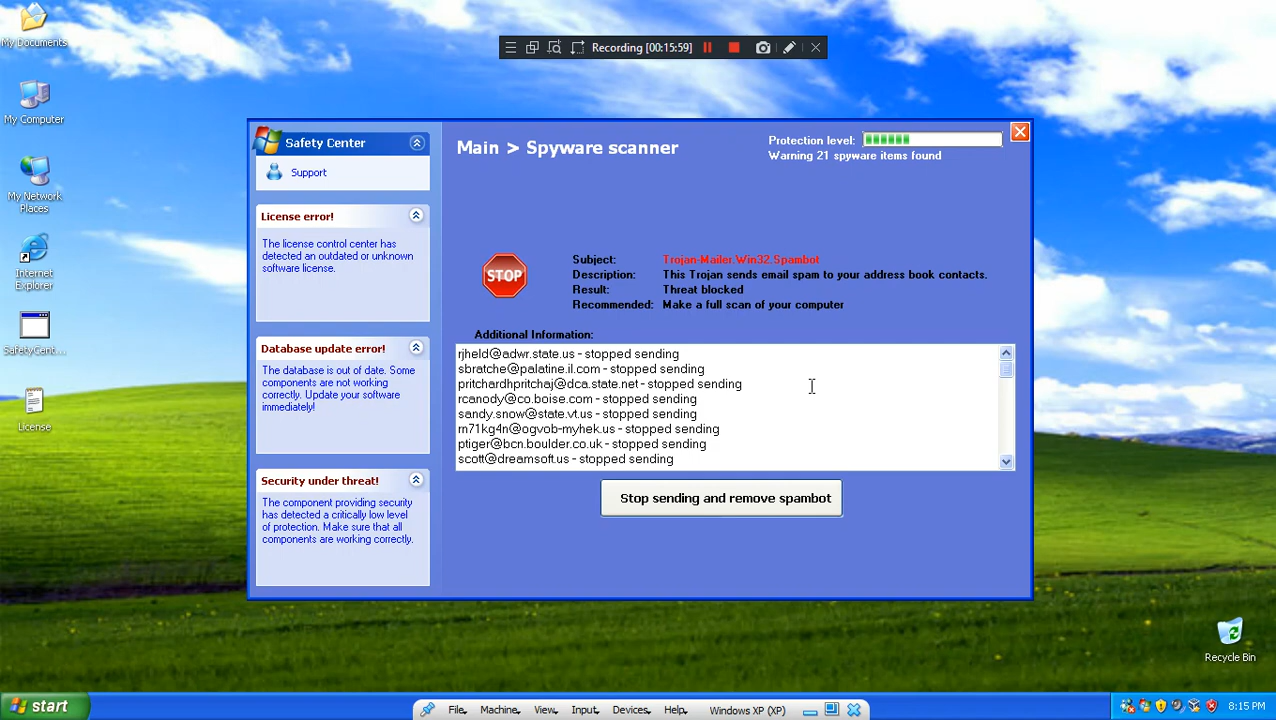 My Documents
Recording [00:15:59]
My Computer
Safety Center
Support
Main > Spyware scanner
Protection level:
Warning 21 spyware items found
My Network
Places
License error!
The license control center has
detected an outdated or unknown
software license.
STOP
Subject: Trojan-Mailer.Win32.Spambot
Description: This Trojan sends email spam to your address book contacts.
Result: Threat blocked
Recommended: Make a full scan of your computer
Internet
Explorer
Additional Information:
SafetyCent...
Database update error!
The database is out of date. Some
components are not working
correctly. Update your software
immediately!
rjheld@adwr.state.us - stopped sending
sbratche@palatine.il.com - stopped sending
pritchardhpritchaj@dca.state.net - stopped sending
rcanody@co.boise.com - stopped sending
sandy.snow@state.vt.us - stopped sending
rn71kg4n@ogvob-myhek.us - stopped sending
ptiger@bcn.boulder.co.uk - stopped sending
scott@dreamsoft.us - stopped sending
License
Security under threat!
The component providing security
has detected a critically low level
of protection. Make sure that all
components are working correctly.
Stop sending and remove spambot
Recycle Bin
start
File
Machine
View
Input
Devices
Help
Windows XP (XP)
8:15 PM